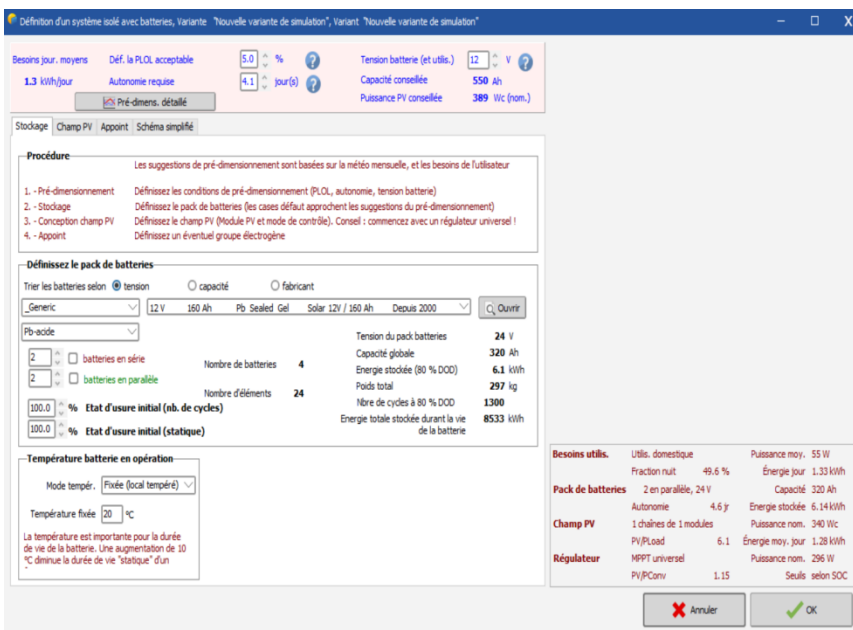 Définition d'un système isolé avec batteries, Variante "Nouvelle variante de simulation", Variant "Nouvelle variante de simulation"
Besoins jour. moyens Déf. la PLOL acceptable 5.0 % ? Tension batterie (et utilis.) 12 V ?
1.3 kWh/jour Autonomie requise 4.1 jour(s) ? Capacité conseillée 550 Ah
Pré-dimens. détaillé Puissance PV conseillée 389 Wc (nom.)
Stockage Champ PV Appoint Schéma simplifié
Procédure
Les suggestions de pré-dimensionnement sont basées sur la météo mensuelle, et les besoins de l'utilisateur
1. - Pré-dimensionnement Définissez les conditions de pré-dimensionnement (PLOL, autonomie, tension batterie)
2. - Stockage Définissez le pack de batteries (les cases défaut approchent les suggestions du pré-dimensionnement)
3. - Conception champ PV Définissez le champ PV (Module PV et mode de contrôle). Conseil : commencez avec un régulateur universel !
4. - Appoint Définissez un éventuel groupe électrogène
Définissez le pack de batteries
Trier les batteries selon tension capacité fabricant
_Generic 12 V 160 Ah Pb Sealed Gel Solar 12V / 160 Ah Depuis 2000 Ouvrir
Pb-acide
2 batteries en série
2 batteries en parallèle
100.0 % Etat d'usure initial (nb. de cycles)
100.0 % Etat d'usure initial (statique)
Nombre de batteries 4
Nombre d'éléments 24
Tension du pack batteries 24 V
Capacité globale 320 Ah
Energie stockée (80 % DOD) 6.1 kWh
Poids total 297 kg
Nbre de cycles à 80 % DOD 1300
Energie totale stockée durant la vie 8533 kWh
de la batterie
Température batterie en opération
Mode tempér. Fixée (local tempéré)
Température fixée 20 °C
La température est importante pour la durée
de vie de la batterie. Une augmentation de 10
°C diminue la durée de vie "statique" d'un
Besoins utilis. Utilis. domestique Puissance moy. 55 W
Fraction nuit 49.6 % Énergie jour 1.33 kWh
Pack de batteries 2 en parallèle, 24 V Capacité 320 Ah
Autonomie 4.6 jr Energie stockée 6.14 kWh
Champ PV 1 chaînes de 1 modules Puissance nom. 340 Wc
PV/PLoad 6.1 Énergie moy. jour 1.28 kWh
Régulateur MPPT universel Puissance nom. 296 W
PV/PConv 1.15 Seuils selon SOC
Annuler OK